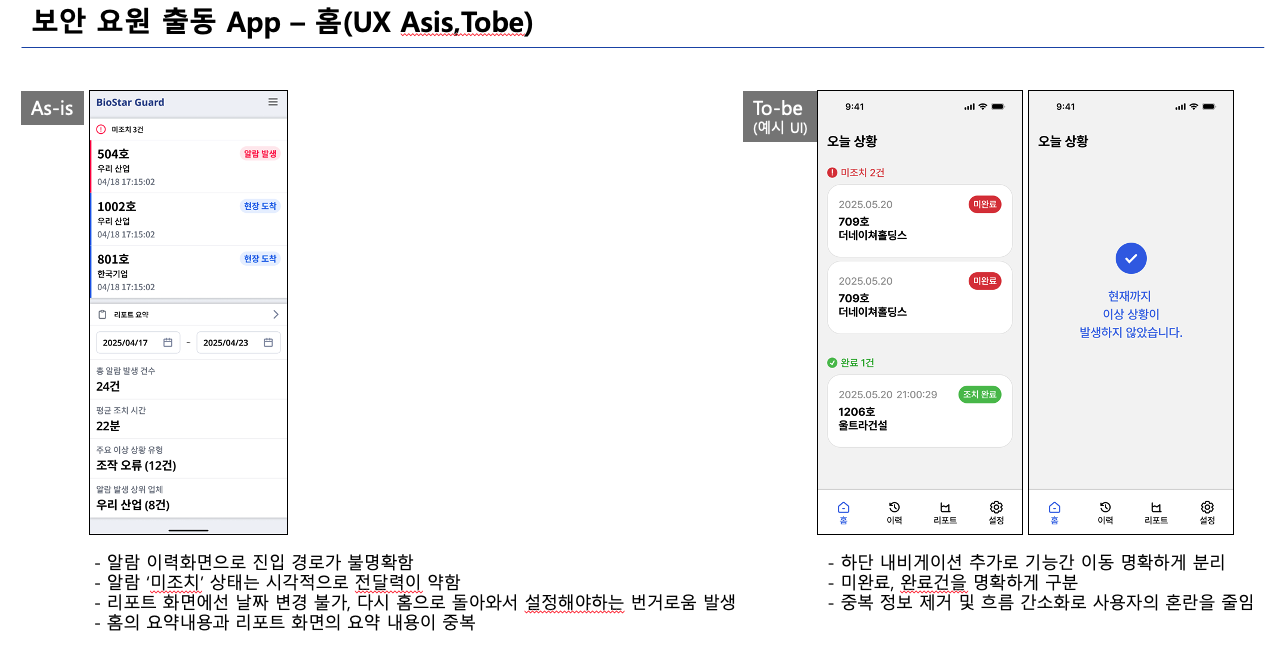 보안 요원 출동 App – 홈(UX Asis,Tobe)
As-is
BioStar Guard
미조치 3건
504호
알람 발생
우리 산업
04/18 17:15:02
1002호
현장 도착
우리 산업
04/18 17:15:02
801호
현장 도착
한국기업
04/18 17:15:02
리포트 요약
2025/04/17 - 2025/04/23
총 알람 발생 건수
24건
평균 조치 시간
22분
주요 이상 상황 유형
조작 오류 (12건)
알람 발생 상위 업체
우리 산업 (8건)
- 알람 이력화면으로 진입 경로가 불명확함
- 알람 ‘미조치’ 상태는 시각적으로 전달력이 약함
- 리포트 화면에선 날짜 변경 불가, 다시 홈으로 돌아와서 설정해야하는 번거로움 발생
- 홈의 요약내용과 리포트 화면의 요약 내용이 중복
To-be
(예시 UI)
9:41
오늘 상황
미조치 2건
2025.05.20
미완료
709호
더네이쳐홀딩스
2025.05.20
미완료
709호
더네이쳐홀딩스
완료 1건
2025.05.20 21:00:29
조치 완료
1206호
울트라건설
홈 이력 리포트 설정
9:41
오늘 상황
현재까지
이상 상황이
발생하지 않았습니다.
홈 이력 리포트 설정
- 하단 내비게이션 추가로 기능간 이동 명확하게 분리
- 미완료, 완료건을 명확하게 구분
- 중복 정보 제거 및 흐름 간소화로 사용자의 혼란을 줄임